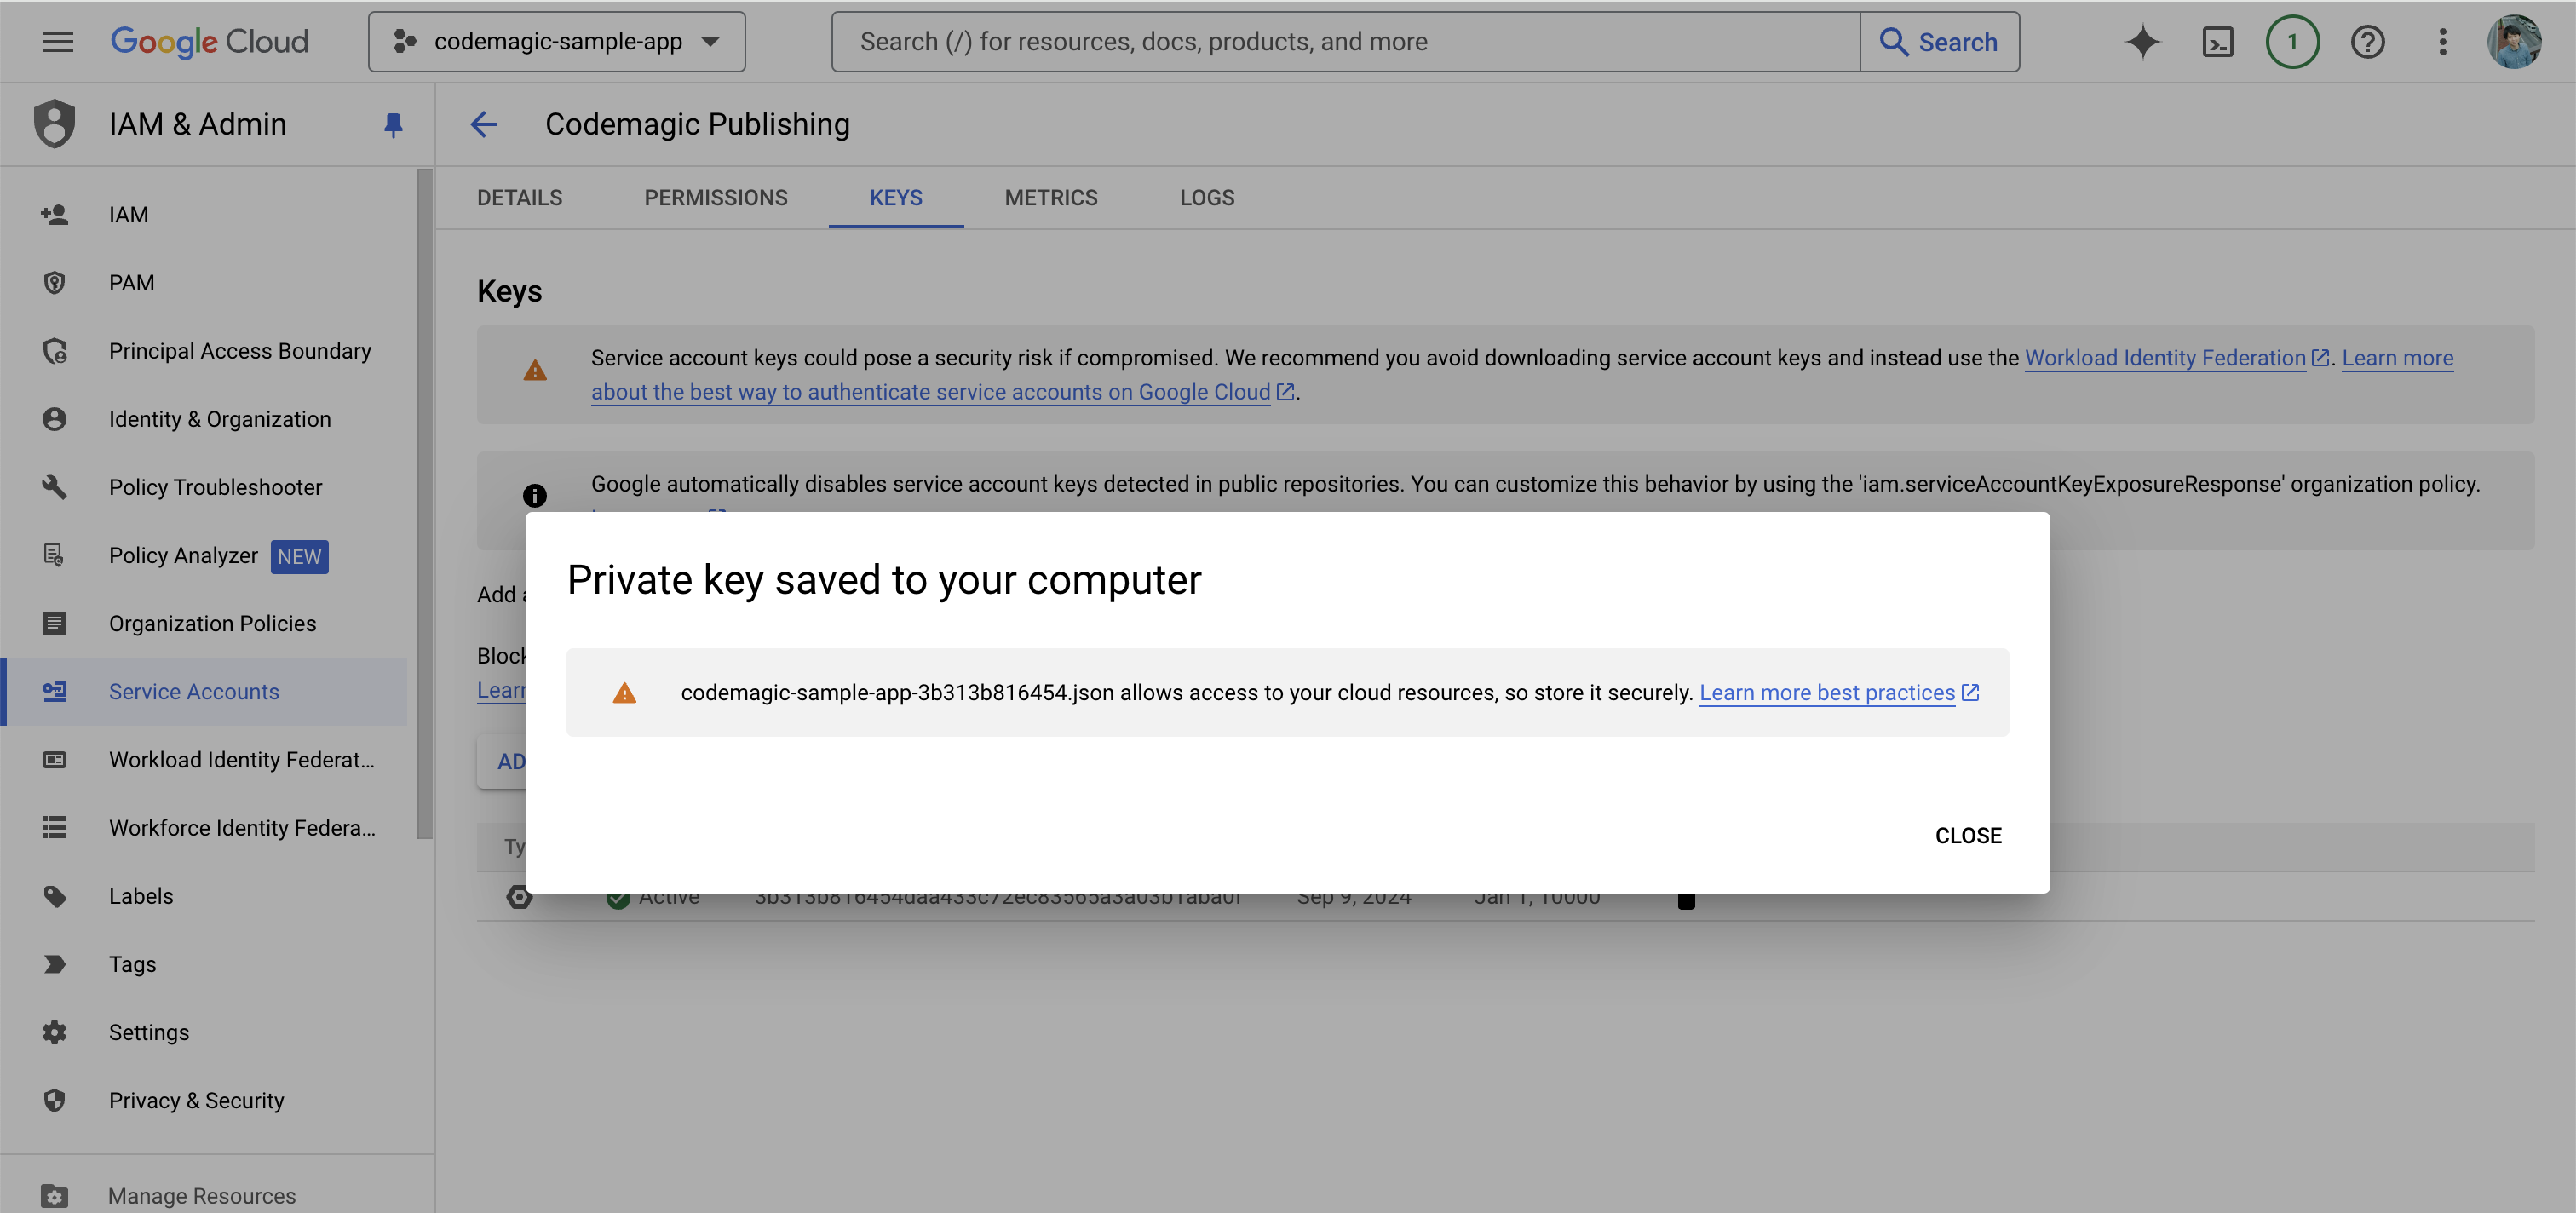 Google Cloud
codemagic-sample-app
Search (/) for resources, docs, products, and more
Search
1
IAM & Admin
Codemagic Publishing
DETAILS
PERMISSIONS
KEYS
METRICS
LOGS
IAM
PAM
Principal Access Boundary
Identity & Organization
Policy Troubleshooter
Policy Analyzer NEW
Organization Policies
Service Accounts
Workload Identity Federat...
Workforce Identity Federa...
Labels
Tags
Settings
Privacy & Security
Manage Resources
Keys
Service account keys could pose a security risk if compromised. We recommend you avoid downloading service account keys and instead use the Workload Identity Federation. Learn more
about the best way to authenticate service accounts on Google Cloud.
Google automatically disables service account keys detected in public repositories. You can customize this behavior by using the 'iam.serviceAccountKeyExposureResponse' organization policy.
Add
Block
Learn
AD
Ty
Private key saved to your computer
codemagic-sample-app-3b313b816454.json allows access to your cloud resources, so store it securely. Learn more best practices
CLOSE
Active
Sep 9, 2024
Jan 1, 10000